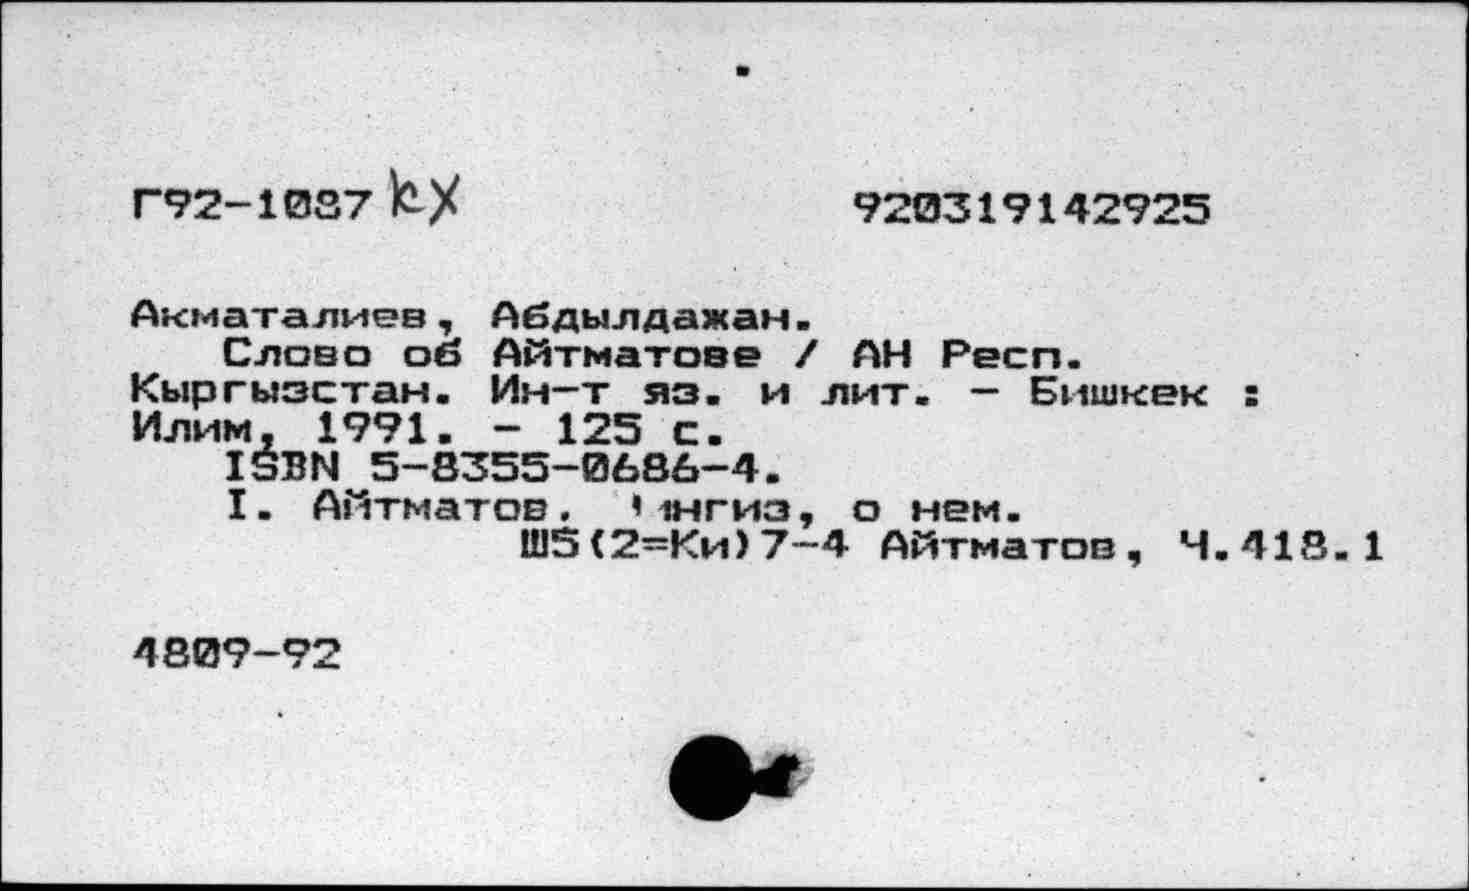 Г92-1087 кХ
920319142925
Акматалиев, Абдылдажан.
Слово об Айтматове / АН Респ.
Кыргызстан. Ин-т яз. и лит. - Бишкек :
Илим, 1991. - 125 с.
ISBN 5-8355-0686-4.
I. Айтматов, о нем.
Ш5(2=Ки)7-4 Айтматов, Ч.418.1
4809-92